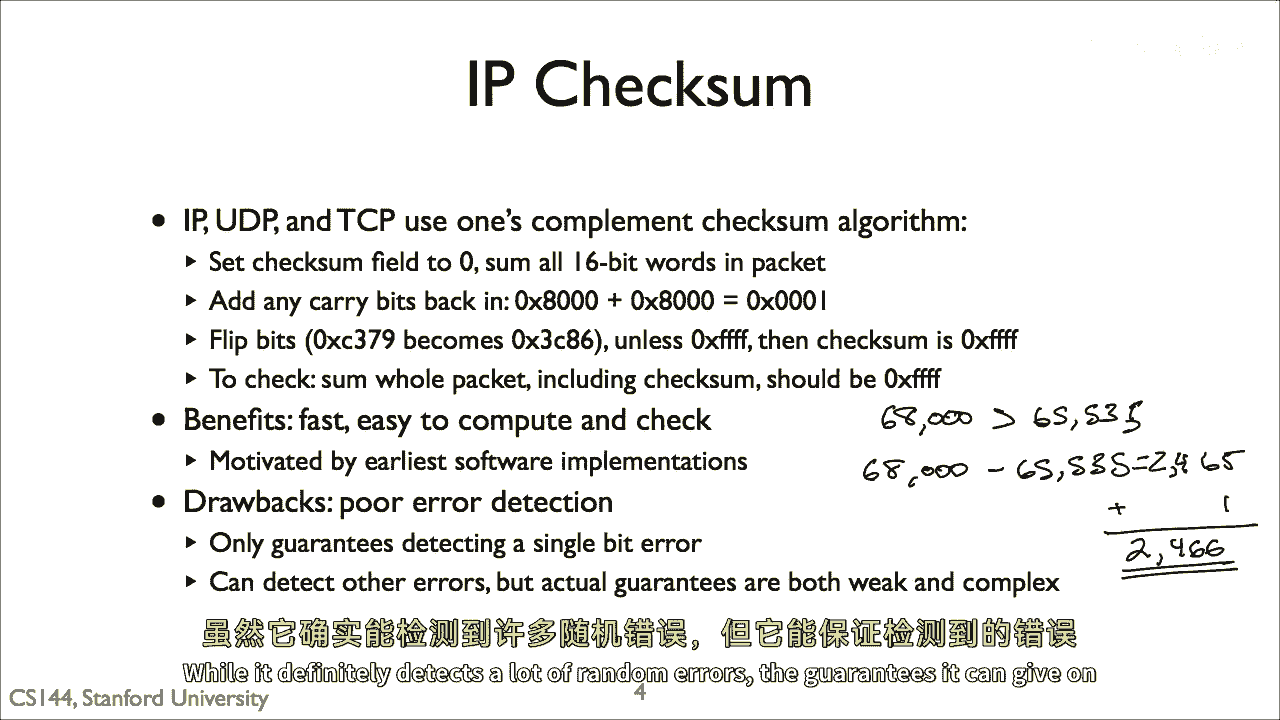 IP Checksum
• IP, UDP, and TCP use one's complement checksum algorithm:
‣ Set checksum field to 0, sum all 16-bit words in packet
‣ Add any carry bits back in: 0x8000 + 0x8000 = 0x0001
‣ Flip bits (0xc379 becomes 0x3c86), unless 0xffff, then checksum is 0xffff
‣ To check: sum whole packet, including checksum, should be 0xffff
• Benefits: fast, easy to compute and check
68,000 > 65,535
‣ Motivated by earliest software implementations
68,000 - 65,535=2,465
• Drawbacks: poor error detection
+ 1
‣ Only guarantees detecting a single bit error
2,466
‣ Can detect other errors, but actual guarantees are both weak and complex
虽然它确实能检测到许多随机错误，但它能保证检测到的错误
While it definitely detects a lot of random errors, the guarantees it can give on
CS144, Stanford University
4